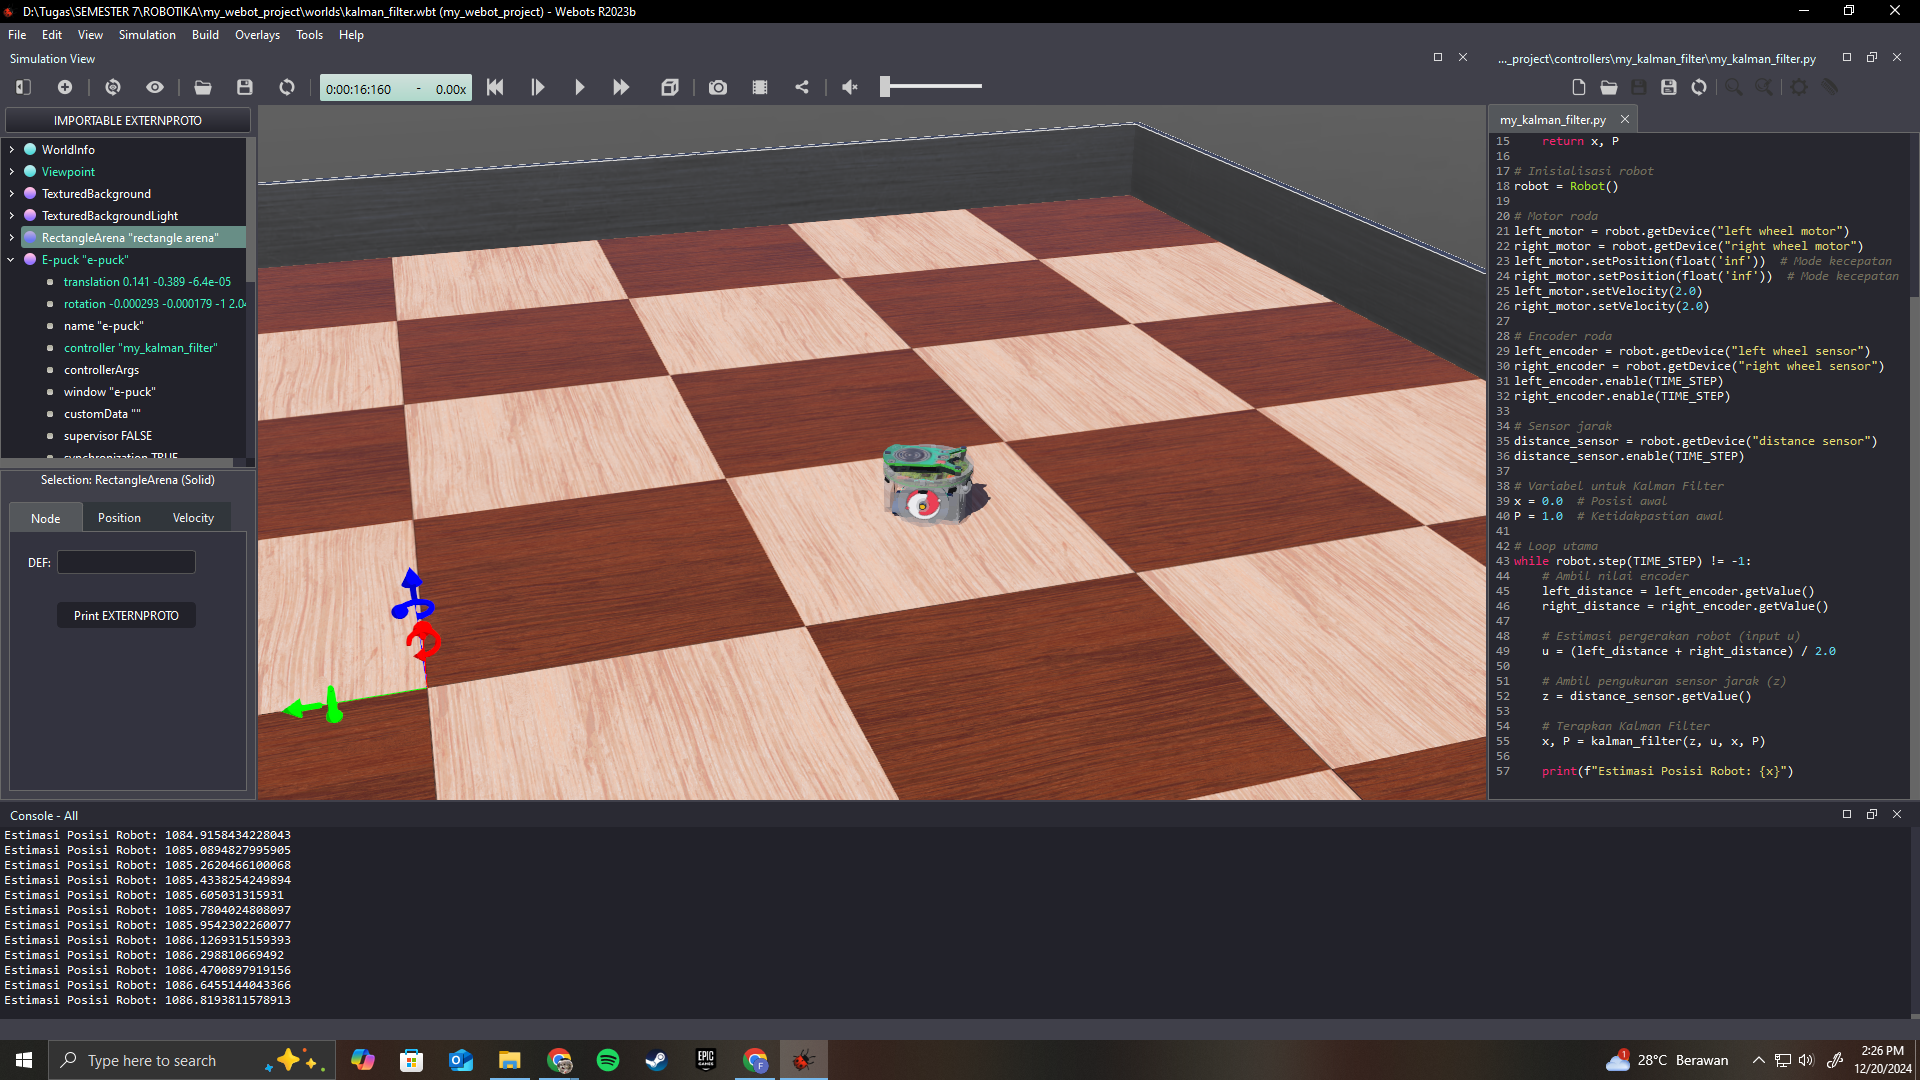 D:\Tugas\SEMESTER 7\ROBOTIKA\my_webot_project\worlds\kalman_filter.wbt (my_webot_project) - Webots R2023b
File Edit View Simulation Build Overlays Tools Help
Simulation View
..._project\controllers\my_kalman_filter\my_kalman_filter.py
0:00:16:160 - 0.00x
IMPORTABLE EXTERNPROTO
WorldInfo
Viewpoint
TexturedBackground
TexturedBackgroundLight
RectangleArena "rectangle arena"
E-puck "e-puck"
translation 0.141 -0.389 -6.4e-05
rotation -0.000293 -0.000179 -1 2.04
name "e-puck"
controller "my_kalman_filter"
controllerArgs
window "e-puck"
customData ""
supervisor FALSE
synchronization TRUE
Selection: RectangleArena (Solid)
Node Position Velocity
DEF:
Print EXTERNPROTO
my_kalman_filter.py
15 return x, P
16
17 # Inisialisasi robot
18 robot = Robot()
19
20 # Motor roda
21 left_motor = robot.getDevice("left wheel motor")
22 right_motor = robot.getDevice("right wheel motor")
23 left_motor.setPosition(float('inf')) # Mode kecepatan
24 right_motor.setPosition(float('inf')) # Mode kecepatan
25 left_motor.setVelocity(2.0)
26 right_motor.setVelocity(2.0)
27
28 # Encoder roda
29 left_encoder = robot.getDevice("left wheel sensor")
30 right_encoder = robot.getDevice("right wheel sensor")
31 left_encoder.enable(TIME_STEP)
32 right_encoder.enable(TIME_STEP)
33
34 # Sensor jarak
35 distance_sensor = robot.getDevice("distance sensor")
36 distance_sensor.enable(TIME_STEP)
37
38 # Variabel untuk Kalman Filter
39 x = 0.0 # Posisi awal
40 P = 1.0 # Ketidakpastian awal
41
42 # Loop utama
43 while robot.step(TIME_STEP) != -1:
44 # Ambil nilai encoder
45 left_distance = left_encoder.getValue()
46 right_distance = right_encoder.getValue()
47
48 # Estimasi pergerakan robot (input u)
49 u = (left_distance + right_distance) / 2.0
50
51 # Ambil pengukuran sensor jarak (z)
52 z = distance_sensor.getValue()
53
54 # Terapkan Kalman Filter
55 x, P = kalman_filter(z, u, x, P)
56
57 print(f"Estimasi Posisi Robot: {x}")
Console - All
Estimasi Posisi Robot: 1084.9158434228043
Estimasi Posisi Robot: 1085.0894827995905
Estimasi Posisi Robot: 1085.2620466100068
Estimasi Posisi Robot: 1085.4338254249894
Estimasi Posisi Robot: 1085.605031315931
Estimasi Posisi Robot: 1085.7804024808097
Estimasi Posisi Robot: 1085.9542302260077
Estimasi Posisi Robot: 1086.1269315159393
Estimasi Posisi Robot: 1086.298810669492
Estimasi Posisi Robot: 1086.4700897919156
Estimasi Posisi Robot: 1086.6455144043366
Estimasi Posisi Robot: 1086.8193811578913
Type here to search
EPIC GAMES
1
28°C Berawan
2:26 PM
12/20/2024